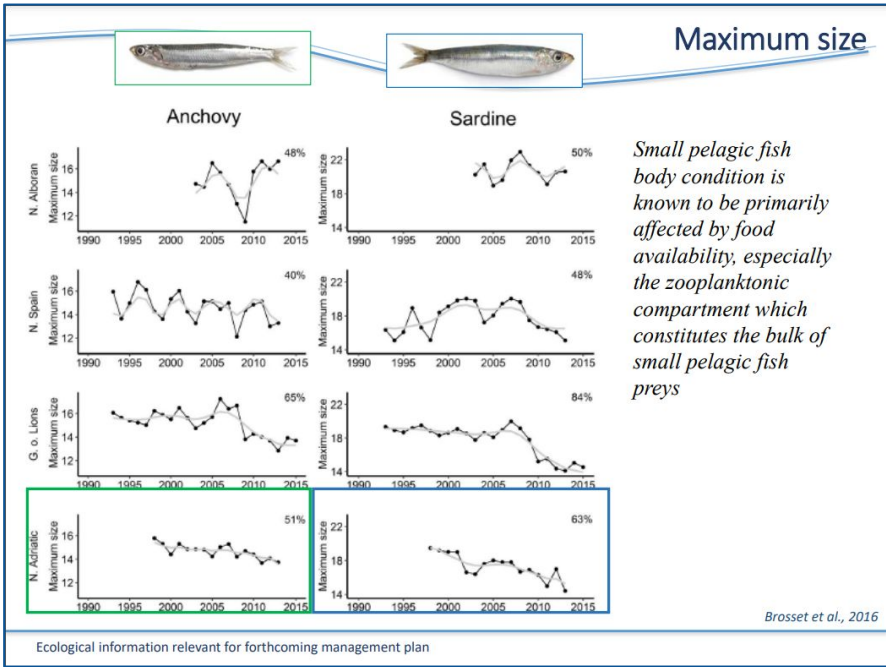 Maximum size
Anchovy
Sardine
N. Alboran
Maximum size
16
14
12
48%
1990 1995 2000 2005 2010 2015
Maximum size
22
18
14
50%
1990 1995 2000 2005 2010 2015
N. Spain
Maximum size
16
14
12
40%
1990 1995 2000 2005 2010 2015
Maximum size
22
18
14
48%
1990 1995 2000 2005 2010 2015
G. o. Lions
Maximum size
16
14
12
65%
1990 1995 2000 2005 2010 2015
Maximum size
22
18
14
84%
1990 1995 2000 2005 2010 2015
N. Adriatic
Maximum size
16
14
12
51%
1990 1995 2000 2005 2010 2015
Maximum size
22
18
14
63%
1990 1995 2000 2005 2010 2015
Small pelagic fish
body condition is
known to be primarily
affected by food
availability, especially
the zooplanktonic
compartment which
constitutes the bulk of
small pelagic fish
preys
Brosset et al., 2016
Ecological information relevant for forthcoming management plan